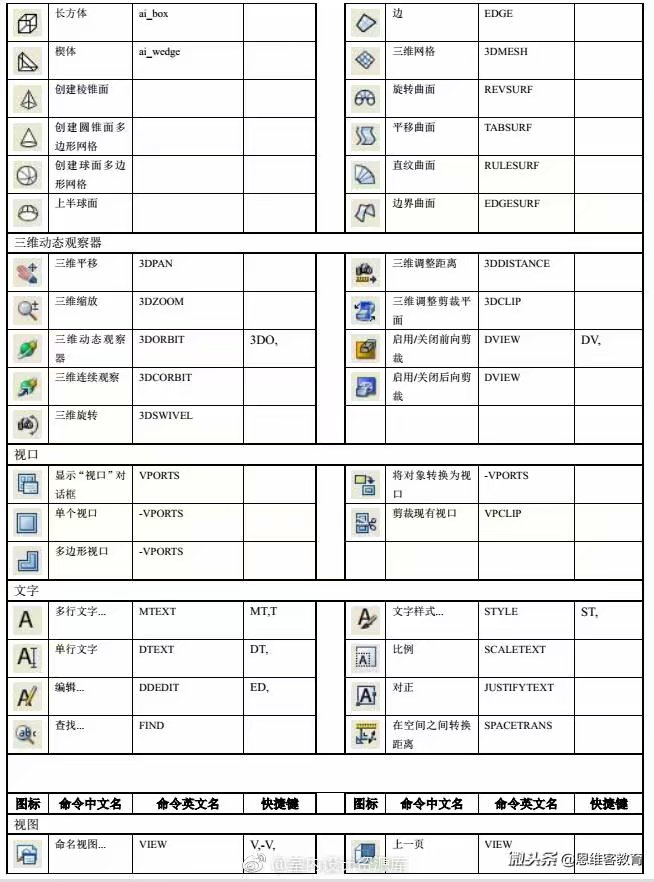 长方体 ai_box 边 EDGE
楔体 ai_wedge 三维网格 3DMESH
创建棱锥面 旋转曲面 REVSURF
创建圆锥面多边形网格 平移曲面 TABSURF
创建球面多边形网格 直纹曲面 RULESURF
上半球面 边界曲面 EDGESURF
三维动态观察器
三维平移 3DPAN 三维调整距离 3DDISTANCE
三维缩放 3DZOOM 三维调整剪裁平面 3DCLIP
三维动态观察器 3DORBIT 3DO, 启用/关闭前向剪裁 DVIEW DV,
三维连续观察 3DCORBIT 启用/关闭后向剪裁 DVIEW
三维旋转 3DSWIVEL
视口
显示“视口”对话框 VPORTS 将对象转换为视口 -VPORTS
单个视口 -VPORTS 剪裁现有视口 VPCLIP
多边形视口 -VPORTS
文字
A 多行文字... MTEXT MT,T A 文字样式... STYLE ST,
A 单行文字 DTEXT DT, A 比例 SCALETEXT
A 编辑... DDEDIT ED, A 对正 JUSTIFYTEXT
abc 查找... FIND 在空间之间转换距离 SPACETRANS
图标 命令中文名 命令英文名 快捷键 图标 命令中文名 命令英文名 快捷键
视图
命名视图... VIEW V,-V, 上一页 VIEW
@室内设计资源库
微头条 @恩维客教育